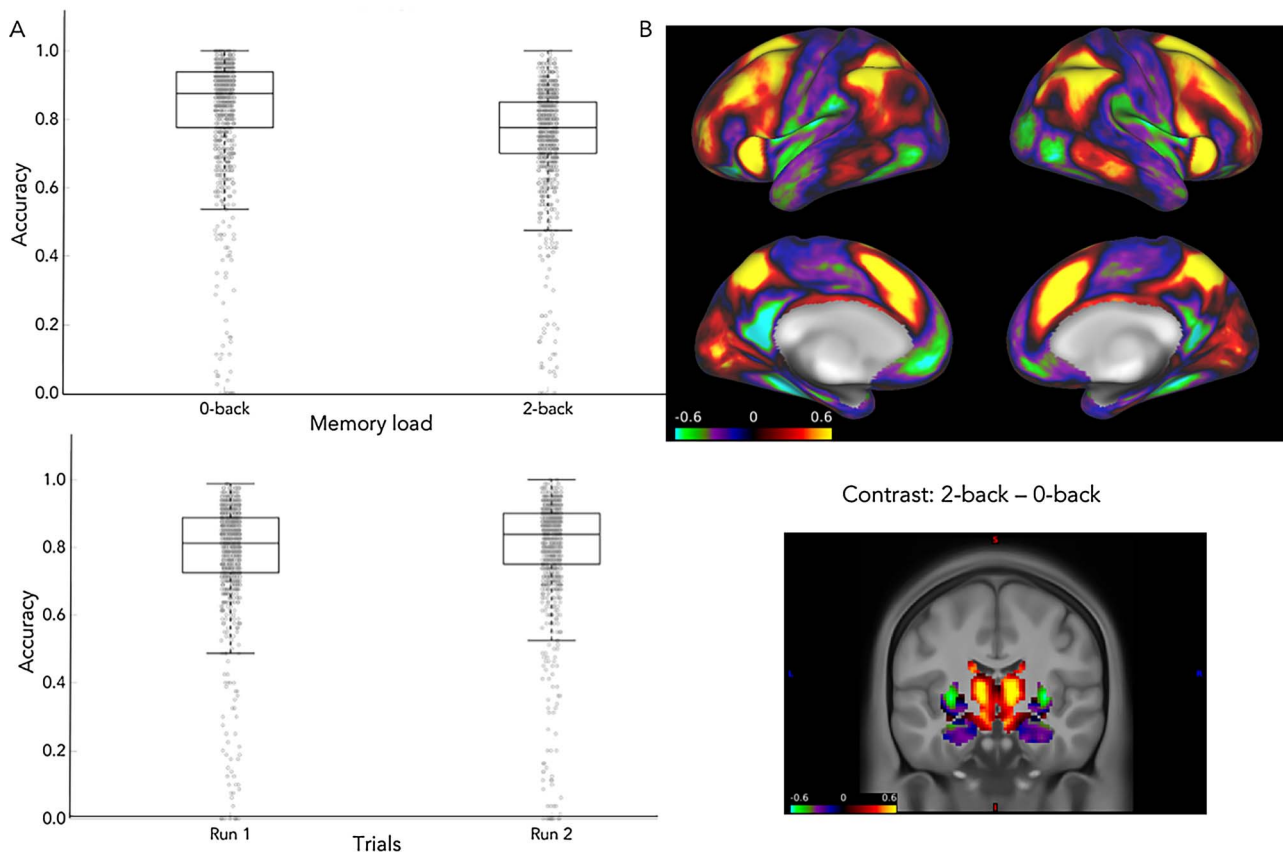 A
Accuracy
1.0
0.8
0.6
0.4
0.2
0.0
0-back
2-back
Memory load
Accuracy
1.0
0.8
0.6
0.4
0.2
0.0
Run 1
Run 2
Trials
B
-0.6 0 0.6
Contrast: 2-back – 0-back
S
L
R
I
-0.6 0 0.6